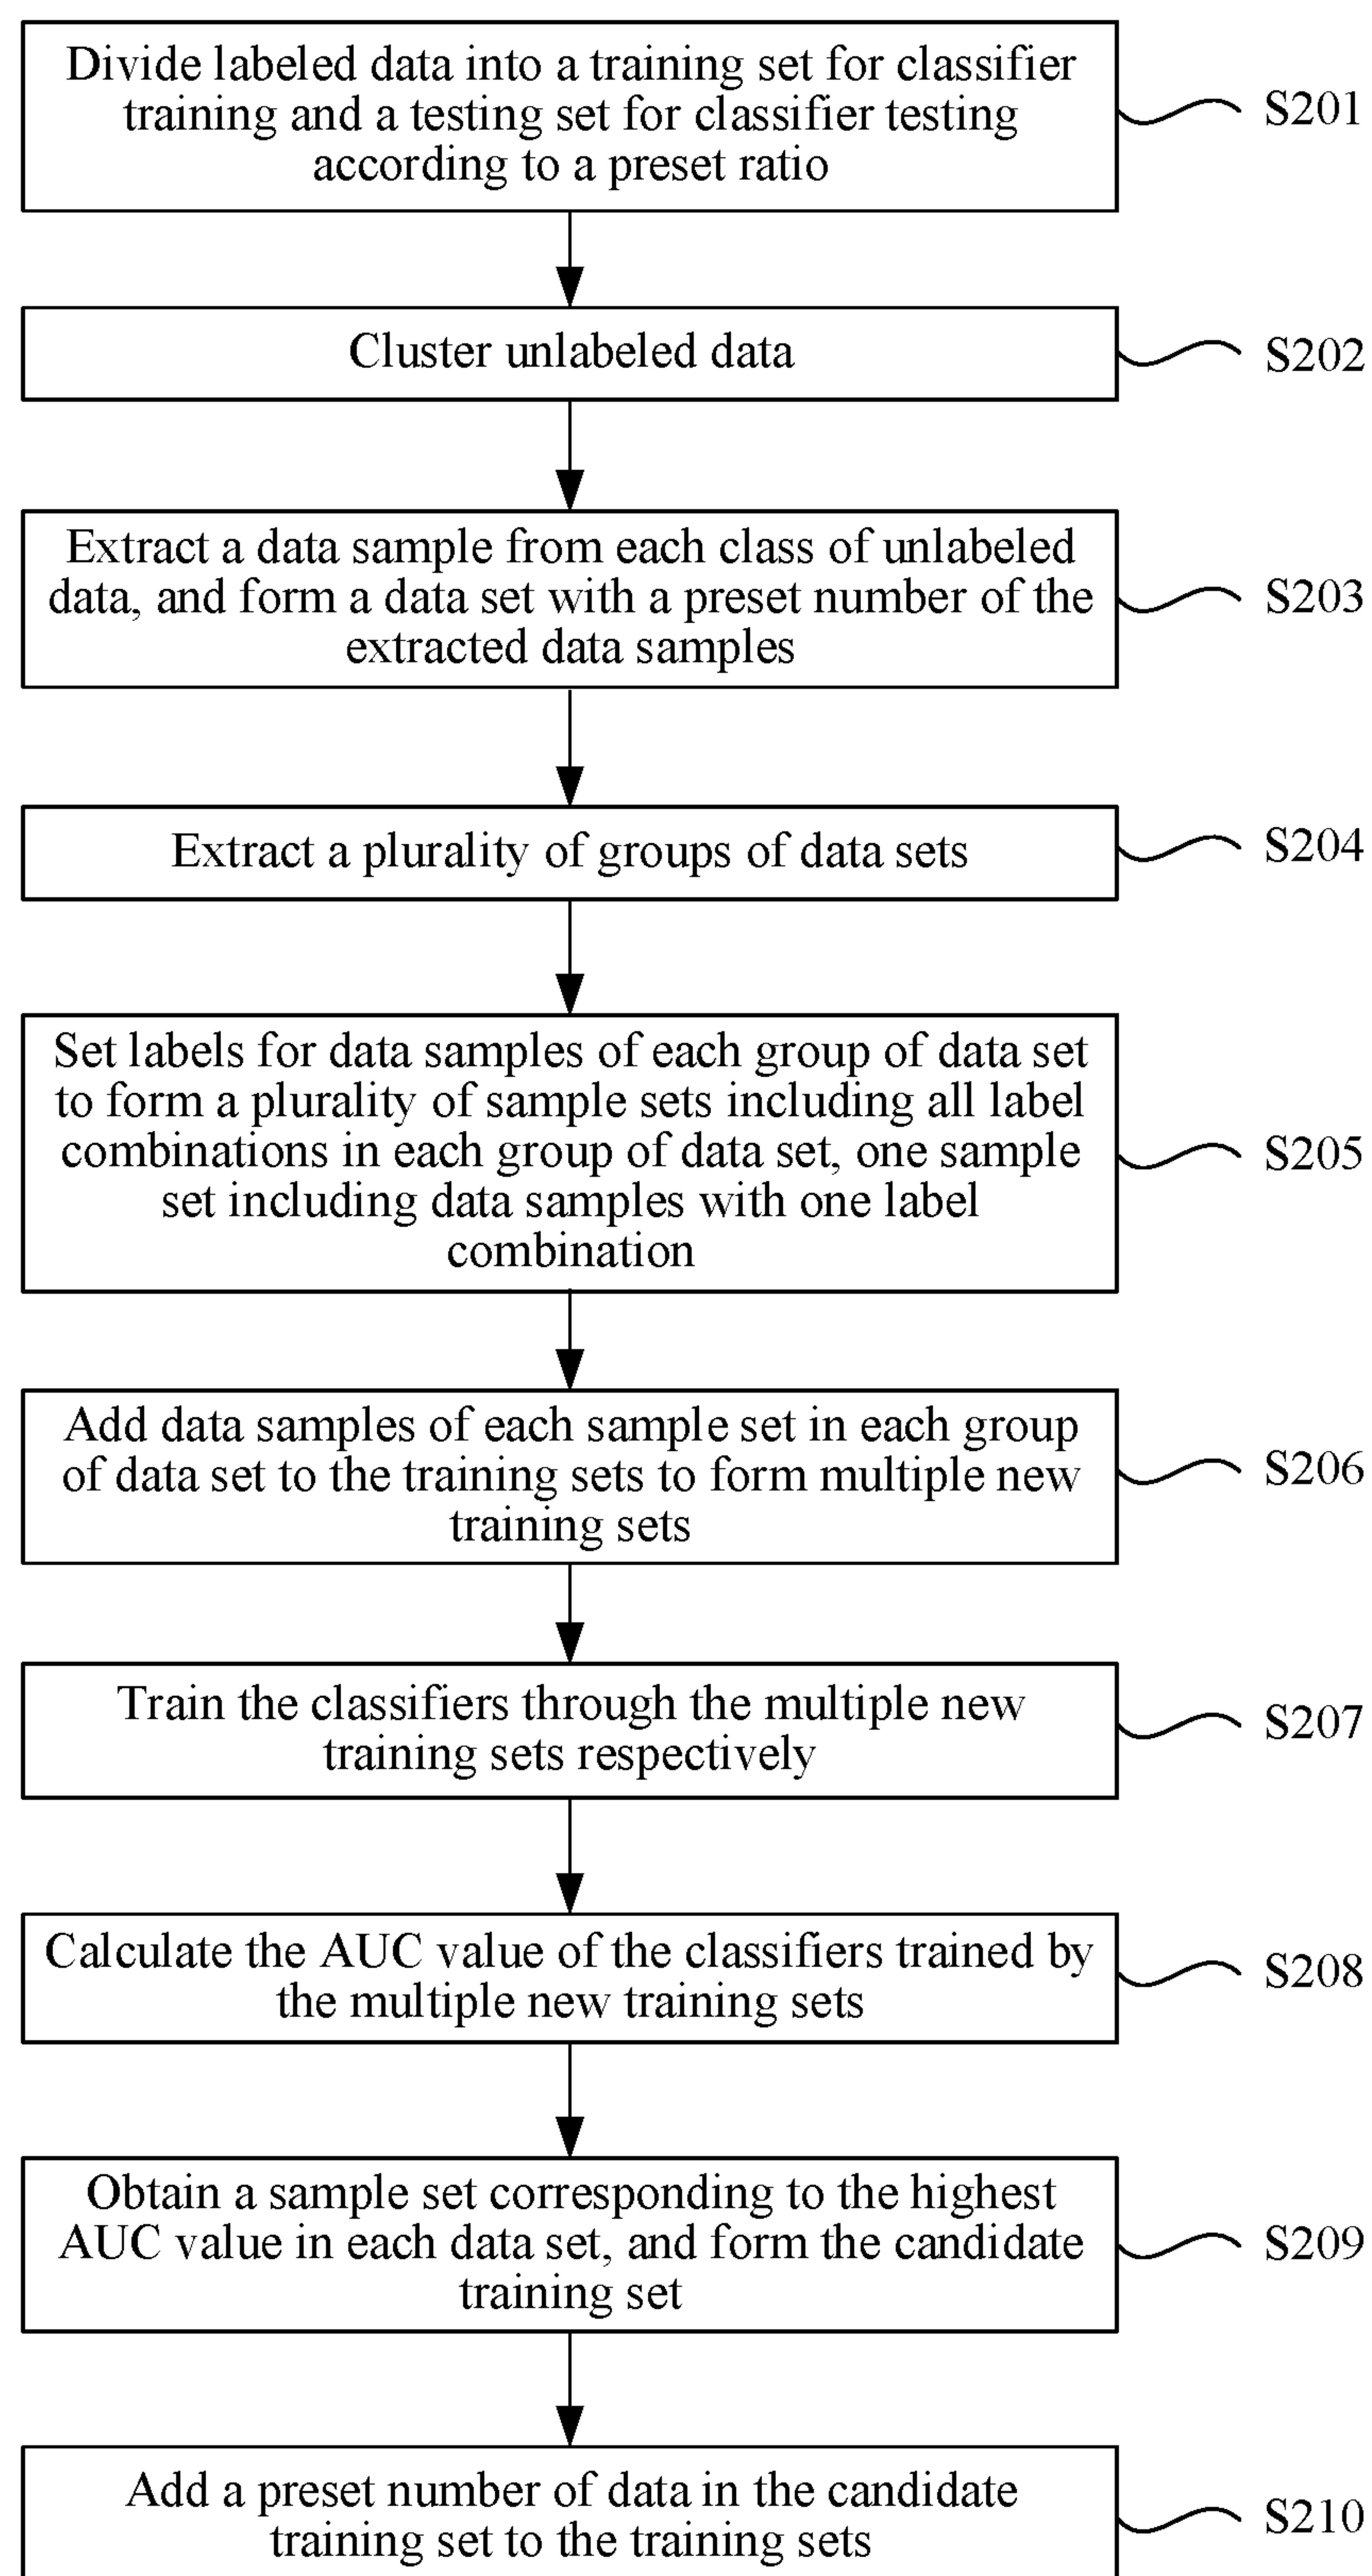 Divide labeled data into a training set for classifier
training and a testing set for classifier testing
according to a preset ratio
S201
Cluster unlabeled data
S202
Extract a data sample from each class of unlabeled
data, and form a data set with a preset number of the
extracted data samples
S203
Extract a plurality of groups of data sets
S204
Set labels for data samples of each group of data set
to form a plurality of sample sets including all label
combinations in each group of data set, one sample
set including data samples with one label
combination
S205
Add data samples of each sample set in each group
of data set to the training sets to form multiple new
training sets
S206
Train the classifiers through the multiple new
training sets respectively
S207
Calculate the AUC value of the classifiers trained by
the multiple new training sets
S208
Obtain a sample set corresponding to the highest
AUC value in each data set, and form the candidate
training set
S209
Add a preset number of data in the candidate
training set to the training sets
S210